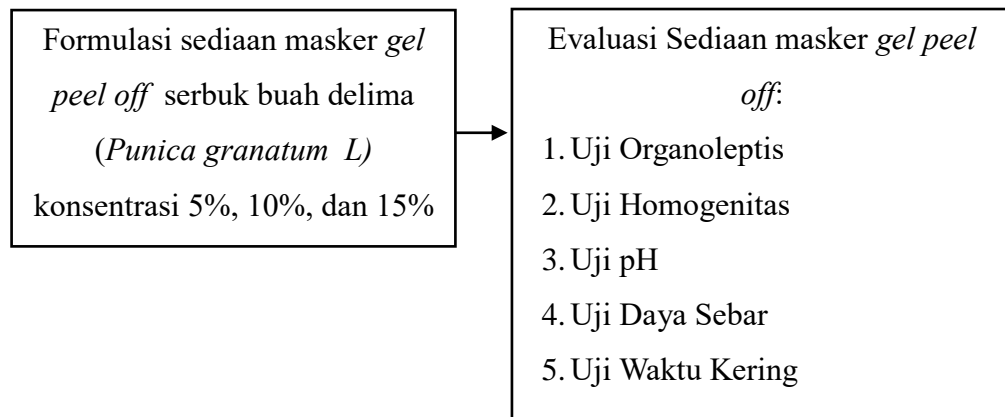 Formulasi sediaan masker gel
peel off serbuk buah delima
(Punica granatum L)
konsentrasi 5%, 10%, dan 15%
Evaluasi Sediaan masker gel peel
off:
1. Uji Organoleptis
2. Uji Homogenitas
3. Uji pH
4. Uji Daya Sebar
5. Uji Waktu Kering